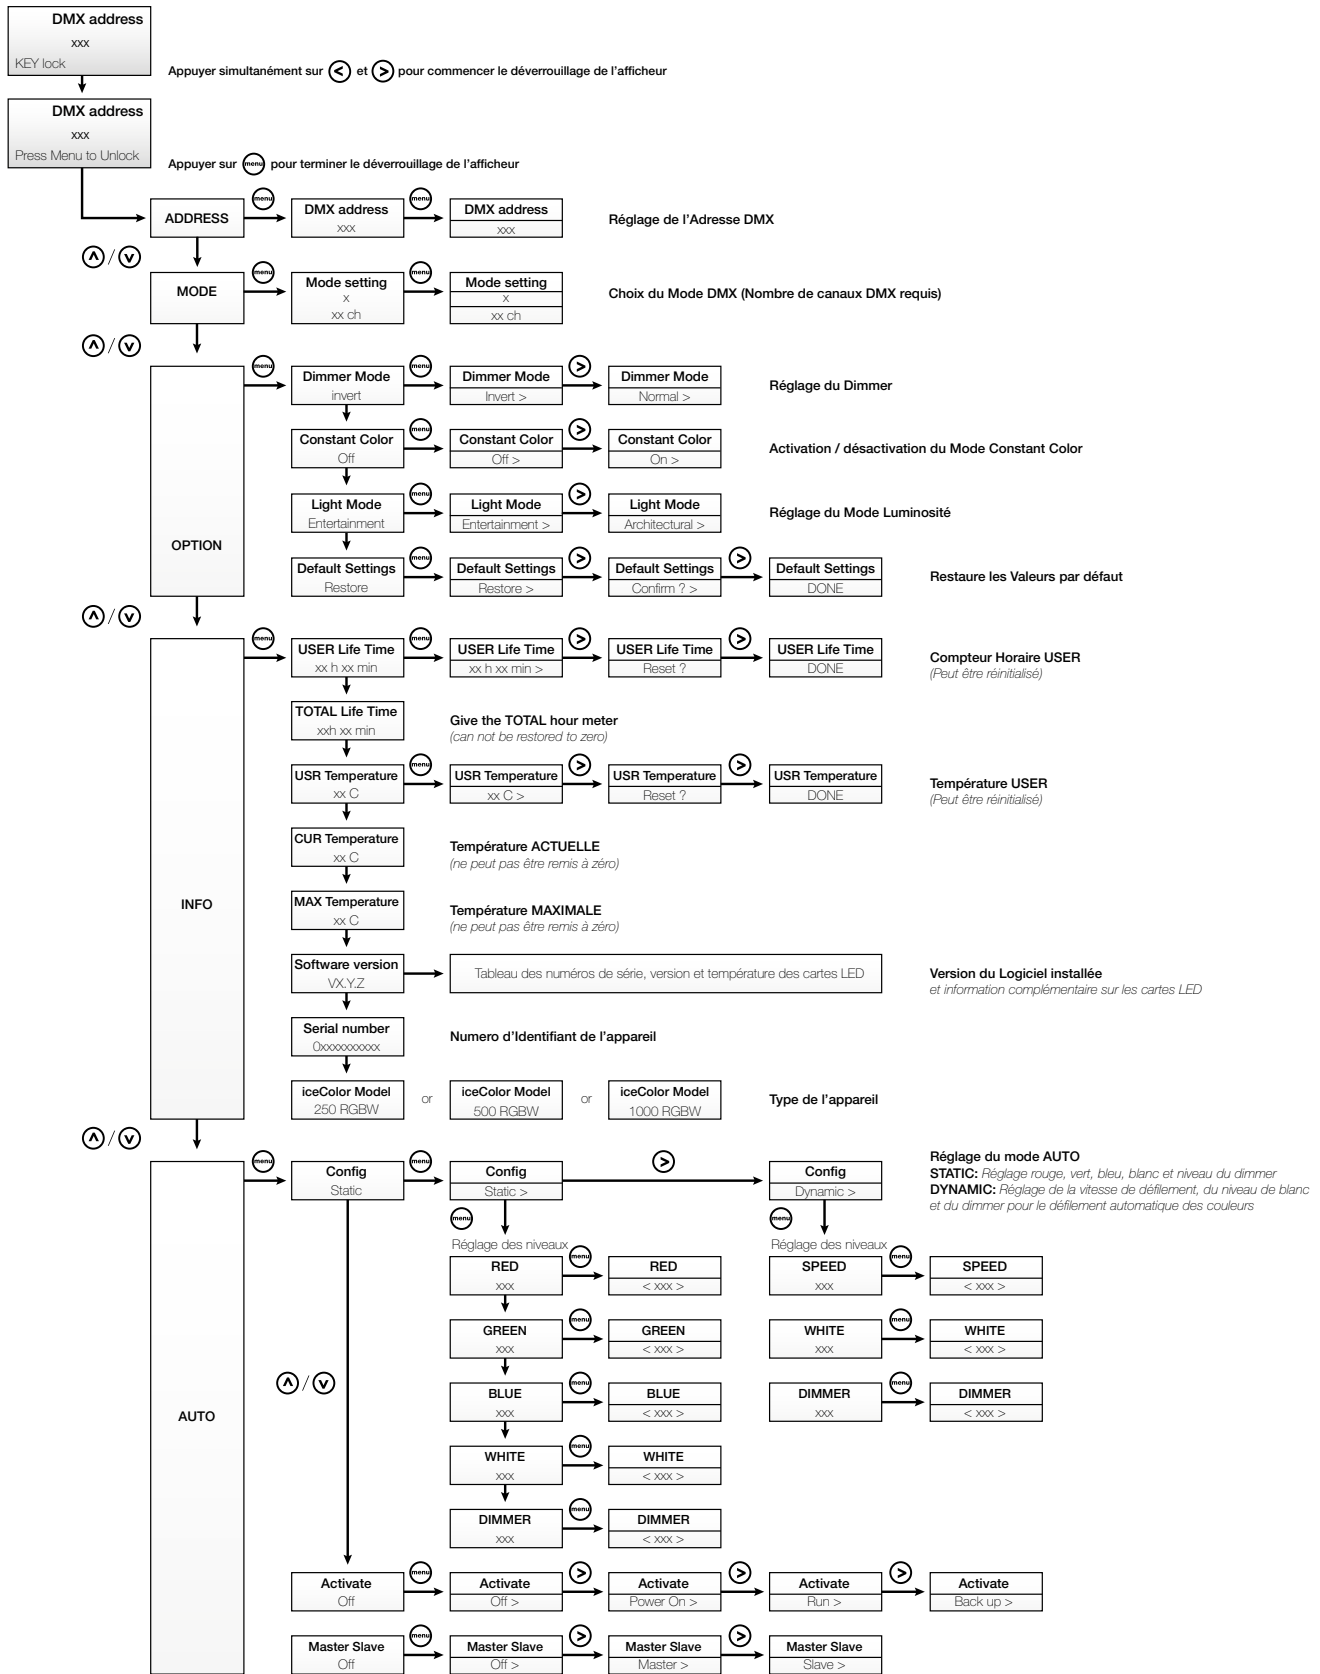 DMX address
xxx
KEY lock
Appuyer simultanément sur < et > pour commencer le déverrouillage de l'afficheur
DMX address
xxx
Press Menu to Unlock
Appuyer sur menu pour terminer le déverrouillage de l'afficheur
menu menu
ADDRESS
DMX address
xxx
DMX address
xxx
Réglage de l'Adresse DMX
ʌ / v
menu menu
MODE
Mode setting
x
xx ch
Mode setting
x
xx ch
Choix du Mode DMX (Nombre de canaux DMX requis)
ʌ / v
menu menu >
OPTION
Dimmer Mode
invert
Dimmer Mode
Invert >
Dimmer Mode
Normal >
Réglage du Dimmer
menu >
Constant Color
Off
Constant Color
Off >
Constant Color
On >
Activation / désactivation du Mode Constant Color
menu >
Light Mode
Entertainment
Light Mode
Entertainment >
Light Mode
Architectural >
Réglage du Mode Luminosité
menu > >
Default Settings
Restore
Default Settings
Restore >
Default Settings
Confirm ? >
Default Settings
DONE
Restaure les Valeurs par défaut
ʌ / v
menu menu > >
INFO
USER Life Time
xx h xx min
USER Life Time
xx h xx min >
USER Life Time
Reset ?
USER Life Time
DONE
Compteur Horaire USER
(Peut être réinitialisé)
TOTAL Life Time
xxh xx min
Give the TOTAL hour meter
(can not be restored to zero)
menu > >
USR Temperature
xx C
USR Temperature
xx C >
USR Temperature
Reset ?
USR Temperature
DONE
Température USER
(Peut être réinitialisé)
CUR Temperature
xx C
Température ACTUELLE
(ne peut pas être remis à zéro)
MAX Temperature
xx C
Température MAXIMALE
(ne peut pas être remis à zéro)
Software version
VX.Y.Z
Tableau des numéros de série, version et température des cartes LED
Version du Logiciel installée
et information complémentaire sur les cartes LED
Serial number
0xxxxxxxxxx
Numero d'Identifiant de l'appareil
iceColor Model
250 RGBW
or
iceColor Model
500 RGBW
or
iceColor Model
1000 RGBW
Type de l'appareil
ʌ / v
menu menu >
AUTO
Config
Static
Config
Static >
Config
Dynamic >
Réglage du mode AUTO
STATIC: Réglage rouge, vert, bleu, blanc et niveau du dimmer
DYNAMIC: Réglage de la vitesse de défilement, du niveau de blanc
et du dimmer pour le défilement automatique des couleurs
menu menu
Réglage des niveaux
Réglage des niveaux
menu menu
RED
xxx
RED
< xxx >
SPEED
xxx
SPEED
< xxx >
menu menu
GREEN
xxx
GREEN
< xxx >
WHITE
xxx
WHITE
< xxx >
ʌ / v
menu menu
BLUE
xxx
BLUE
< xxx >
DIMMER
xxx
DIMMER
< xxx >
menu
WHITE
xxx
WHITE
< xxx >
menu
DIMMER
xxx
DIMMER
< xxx >
menu > > >
Activate
Off
Activate
Off >
Activate
Power On >
Activate
Run >
Activate
Back up >
menu > >
Master Slave
Off
Master Slave
Off >
Master Slave
Master >
Master Slave
Slave >